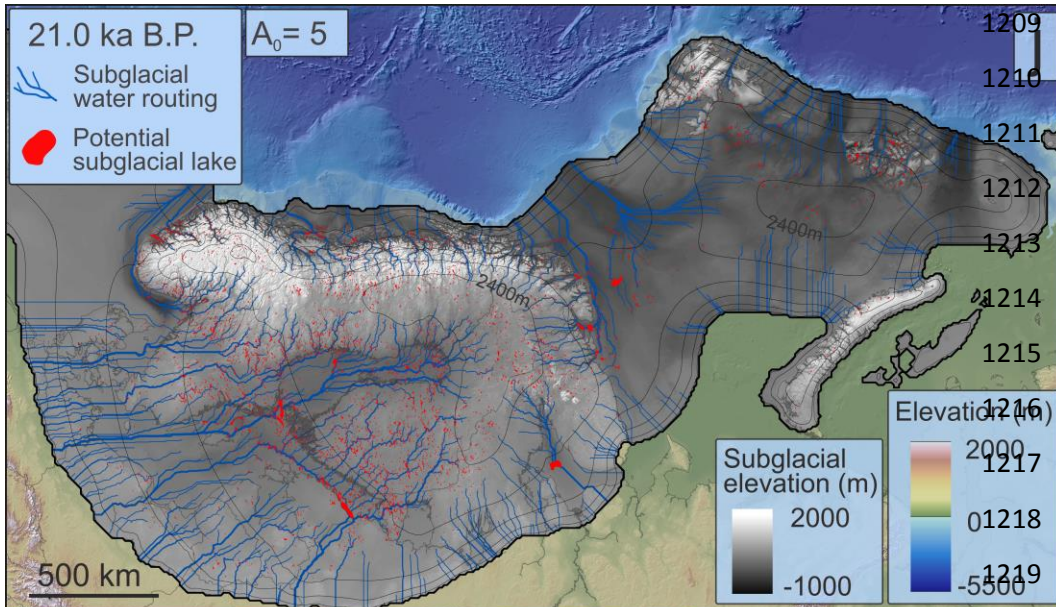 21.0 ka B.P.
A₀= 5
Subglacial
water routing
Potential
subglacial lake
2400m
2400m
500 km
Subglacial
elevation (m)
2000
-1000
Elevation (m)
2000
0
-5500
1209
1210
1211
1212
1213
1214
1215
1216
1217
1218
1219